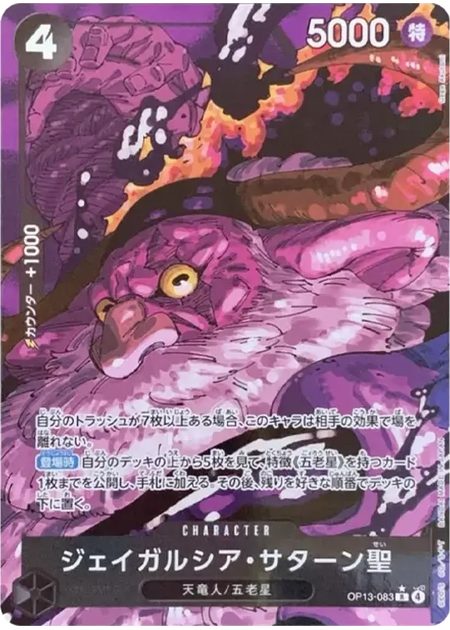 4
5000 特
カウンター +1000
自分のトラッシュが7枚以上ある場合、このキャラは相手の効果で場を
離れない。
登場時 自分のデッキの上から5枚を見て、特徴《五老星》を持つカード
1枚までを公開し、手札に加える。その後、残りを好きな順番でデッキの
下に置く。
CHARACTER
ジェイガルシア・サターン聖
せい
天竜人/五老星
OP13-083 R 4